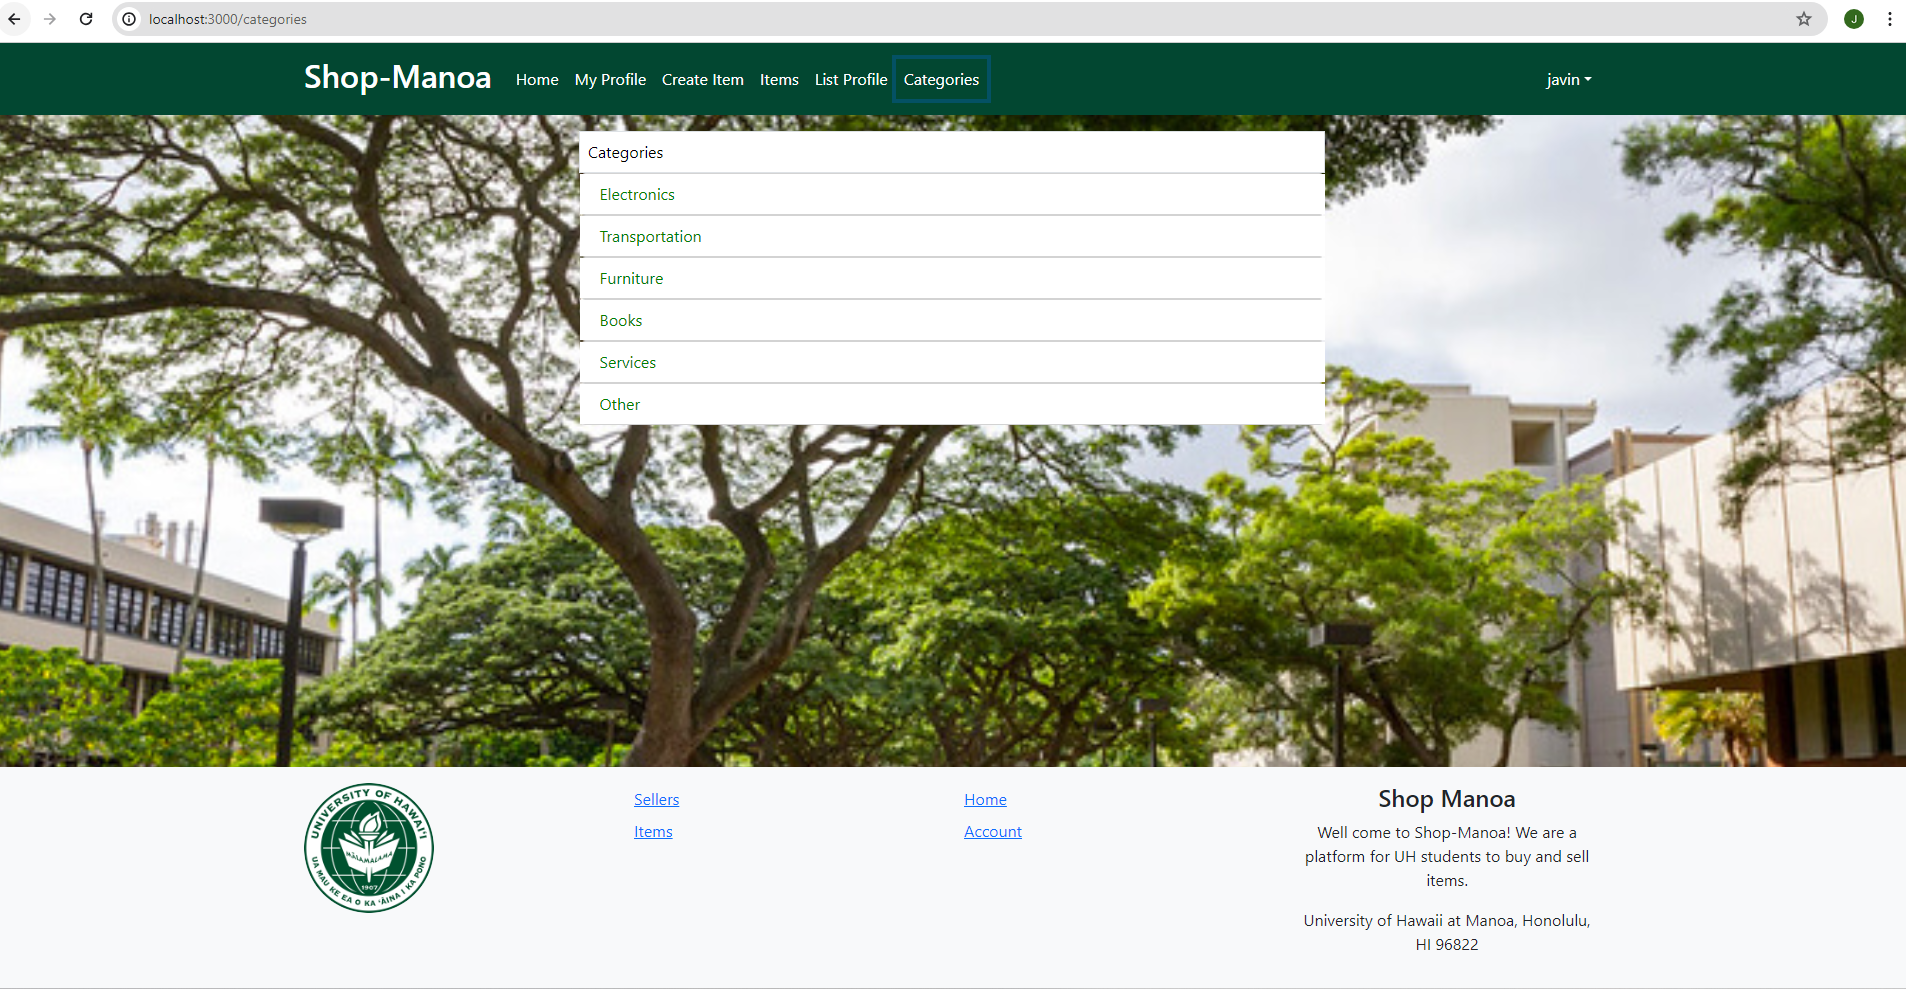 localhost:3000/categories
J
Shop-Manoa Home My Profile Create Item Items List Profile Categories javin
Categories
Electronics
Transportation
Furniture
Books
Services
Other
UNIVERSITY OF HAWAI'I
MALAMALAMA
1907
UA MAU KE EA O KA 'ĀINA I KA PONO
Sellers
Items
Home
Account
Shop Manoa
Well come to Shop-Manoa! We are a
platform for UH students to buy and sell
items.
University of Hawaii at Manoa, Honolulu,
HI 96822